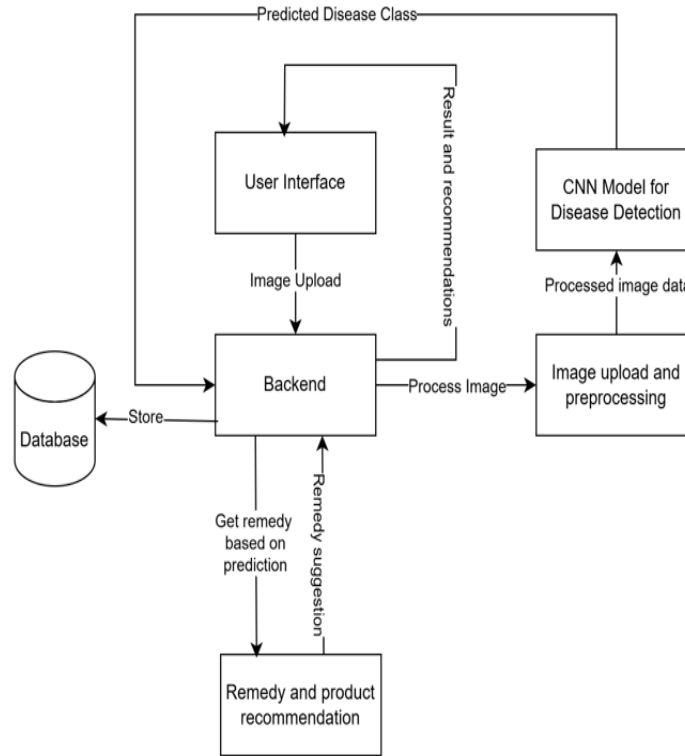 Predicted Disease Class
User Interface
Result and recommendations
CNN Model for
Disease Detection
Image Upload
Processed image data
Backend
Process Image
Image upload and
preprocessing
Database
Store
Get remedy
based on
prediction
Remedy suggestion
Remedy and product
recommendation